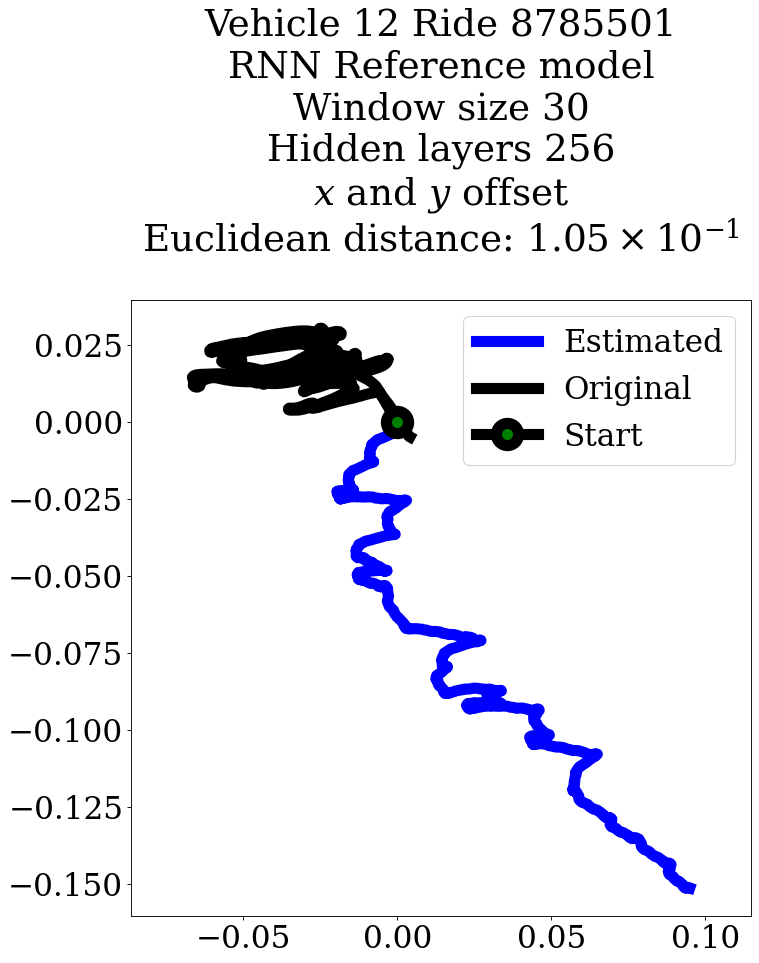 Vehicle 12 Ride 8785501
RNN Reference model
Window size 30
Hidden layers 256
x and y offset
Euclidean distance: 1.05 × 10⁻¹
Estimated
Original
Start
0.025
0.000
−0.025
−0.050
−0.075
−0.100
−0.125
−0.150
−0.05 0.00 0.05 0.10